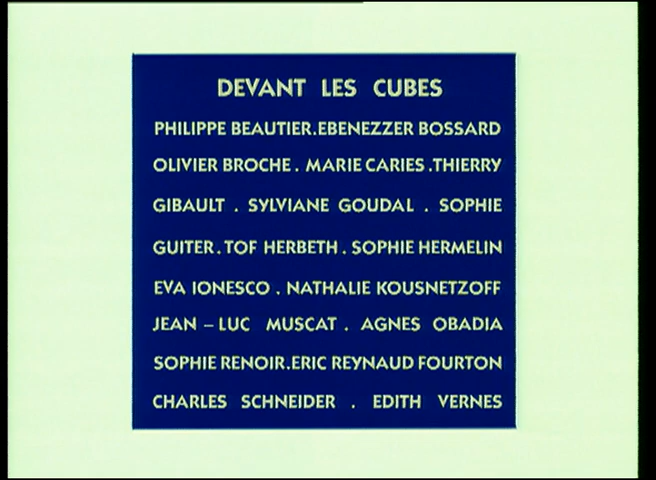 DEVANT LES CUBES
PHILIPPE BEAUTIER.EBENEZZER BOSSARD
OLIVIER BROCHE . MARIE CARIES .THIERRY
GIBAULT . SYLVIANE GOUDAL . SOPHIE
GUITER . TOF HERBETH . SOPHIE HERMELIN
EVA IONESCO . NATHALIE KOUSNETZOFF
JEAN – LUC MUSCAT . AGNES OBADIA
SOPHIE RENOIR.ERIC REYNAUD FOURTON
CHARLES SCHNEIDER . EDITH VERNES